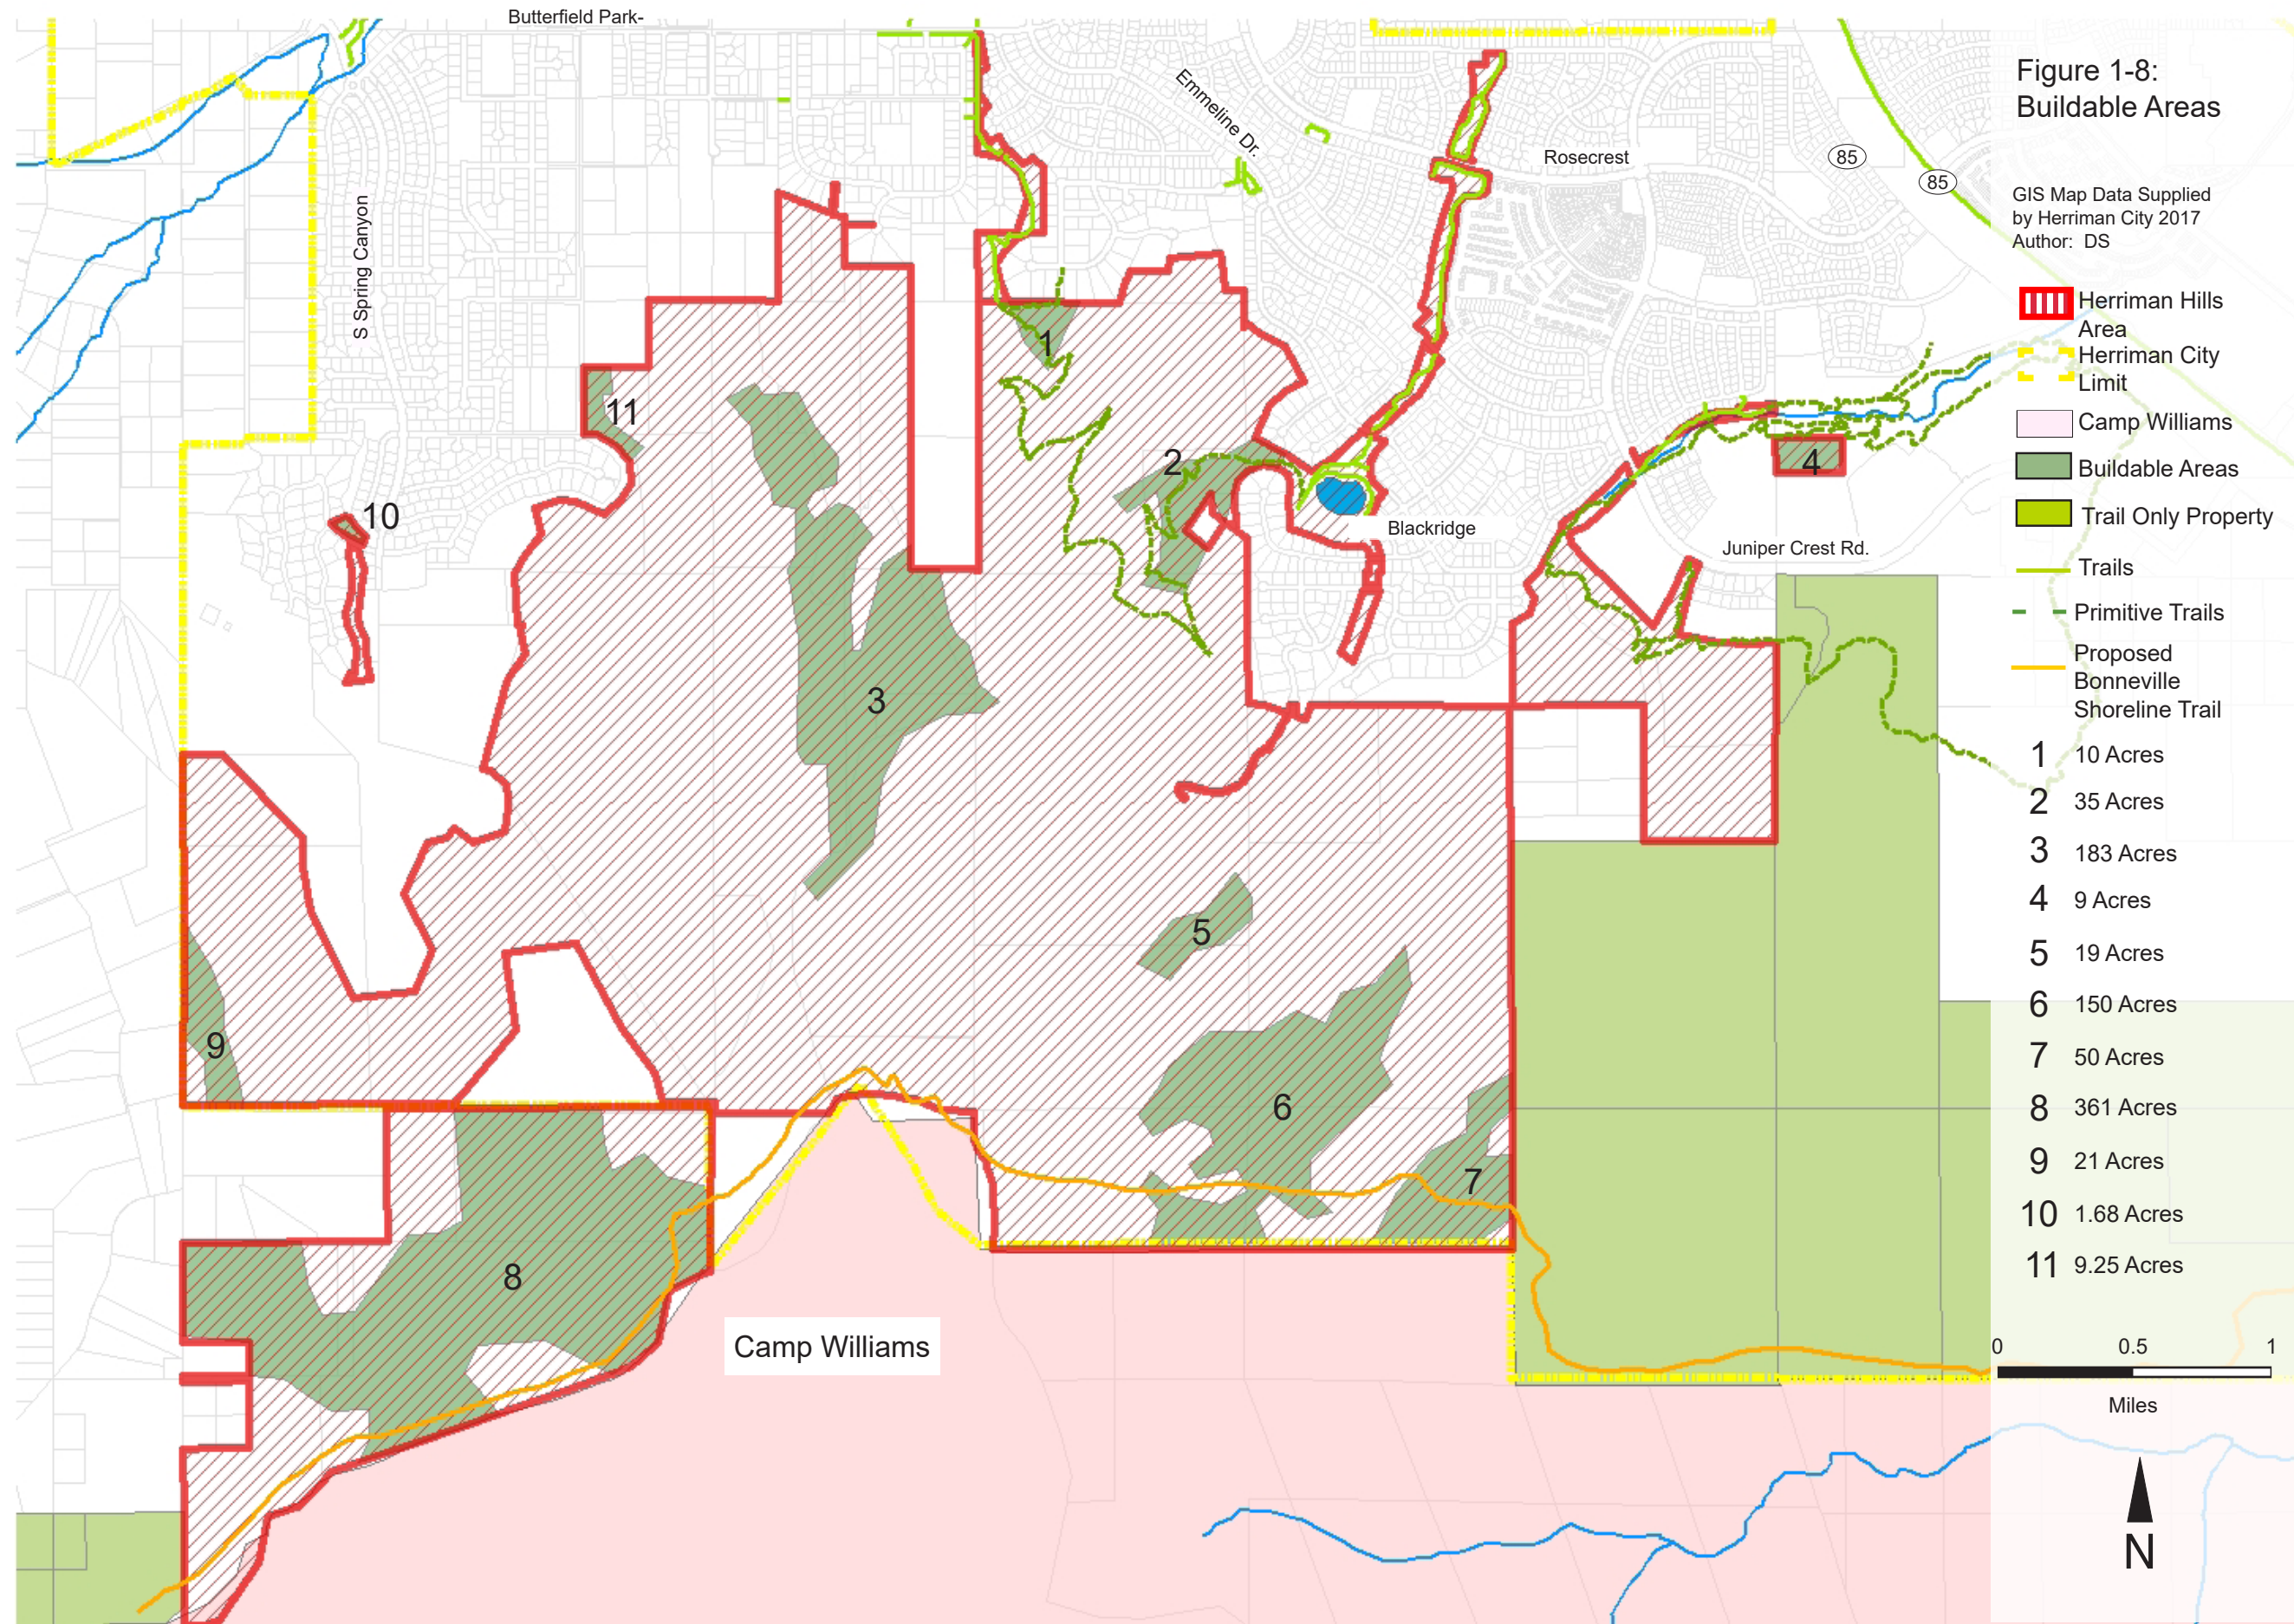 Butterfield Park-
Emmeline Dr.
Rosecrest
85
85
S Spring Canyon
1
11
2
4
10
Blackridge
Juniper Crest Rd.
3
5
9
6
7
8
Camp Williams
Figure 1-8:
Buildable Areas
GIS Map Data Supplied
by Herriman City 2017
Author: DS
Herriman Hills
Area
Herriman City
Limit
Camp Williams
Buildable Areas
Trail Only Property
Trails
Primitive Trails
Proposed
Bonneville
Shoreline Trail
1 10 Acres
2 35 Acres
3 183 Acres
4 9 Acres
5 19 Acres
6 150 Acres
7 50 Acres
8 361 Acres
9 21 Acres
10 1.68 Acres
11 9.25 Acres
0 0.5 1
Miles
N